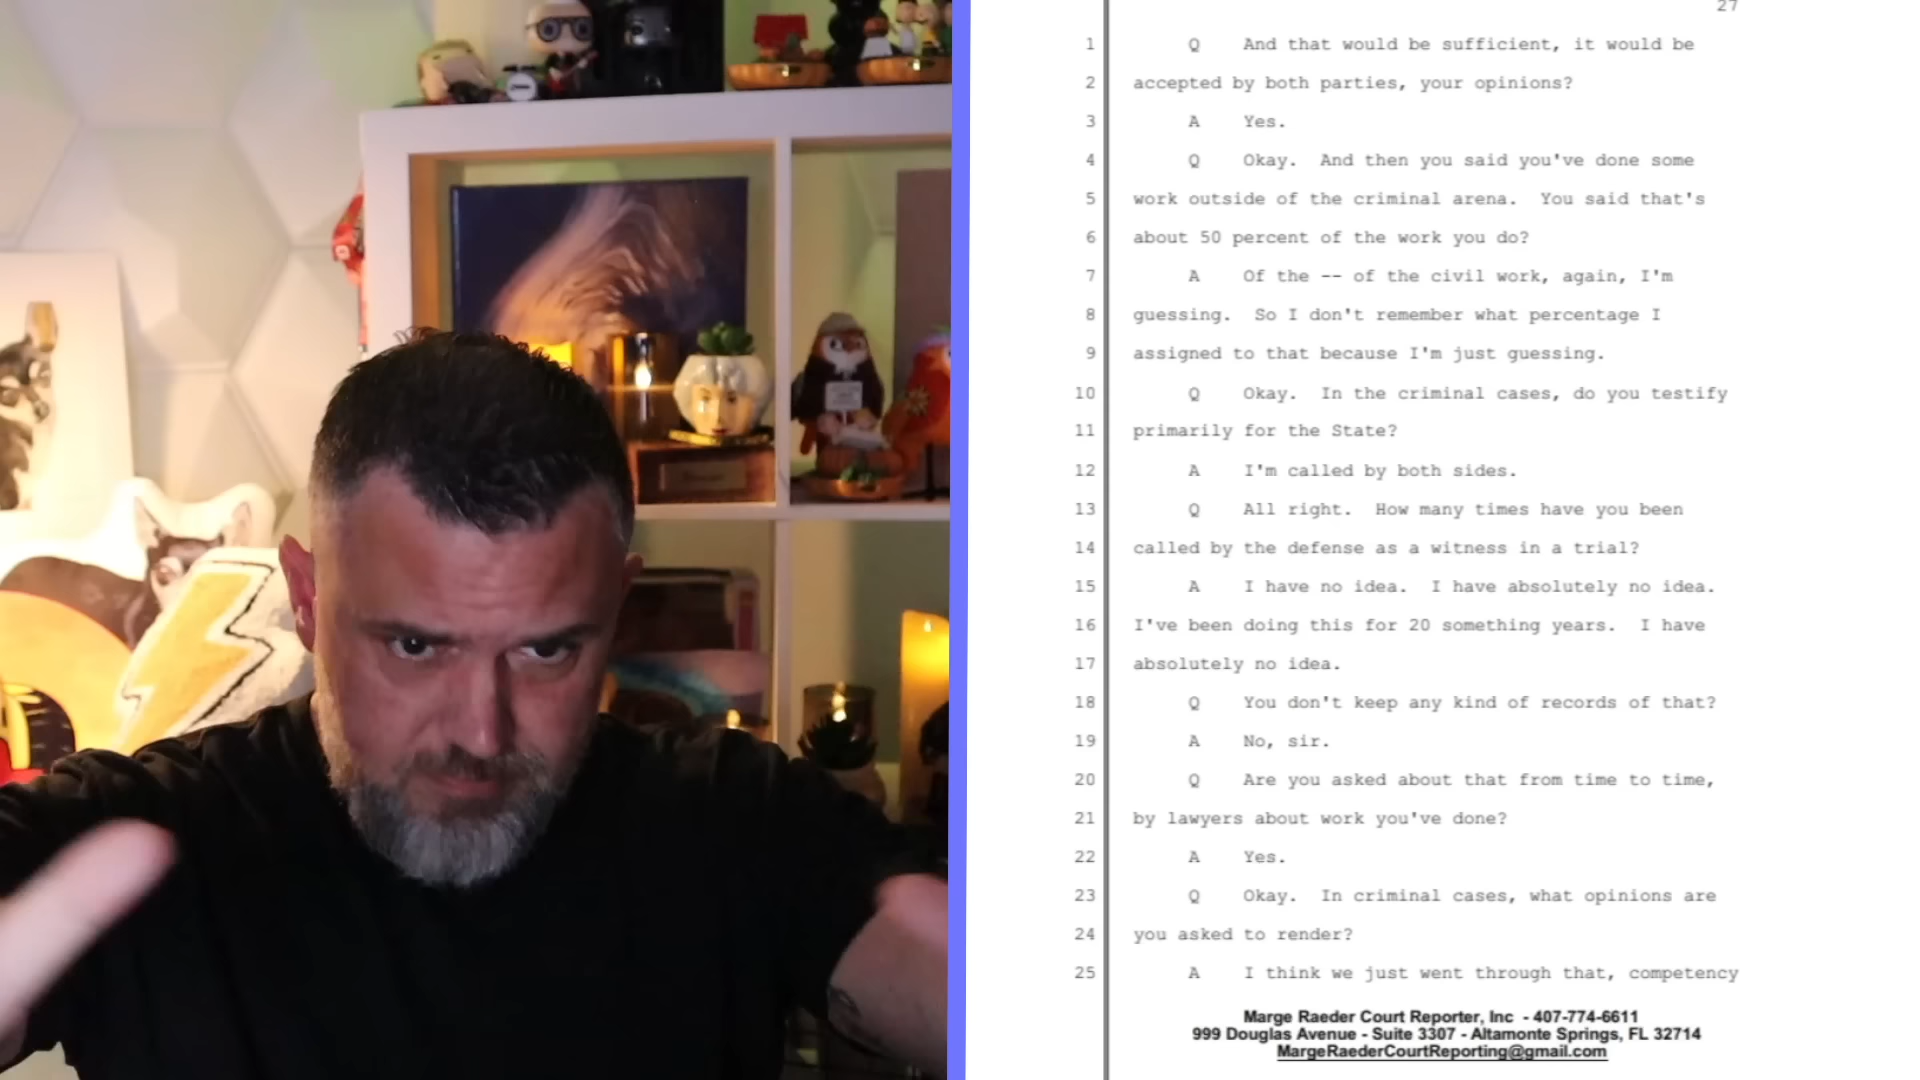 27
1 Q And that would be sufficient, it would be
2 accepted by both parties, your opinions?
3 A Yes.
4 Q Okay. And then you said you've done some
5 work outside of the criminal arena. You said that's
6 about 50 percent of the work you do?
7 A Of the -- of the civil work, again, I'm
8 guessing. So I don't remember what percentage I
9 assigned to that because I'm just guessing.
10 Q Okay. In the criminal cases, do you testify
11 primarily for the State?
12 A I'm called by both sides.
13 Q All right. How many times have you been
14 called by the defense as a witness in a trial?
15 A I have no idea. I have absolutely no idea.
16 I've been doing this for 20 something years. I have
17 absolutely no idea.
18 Q You don't keep any kind of records of that?
19 A No, sir.
20 Q Are you asked about that from time to time,
21 by lawyers about work you've done?
22 A Yes.
23 Q Okay. In criminal cases, what opinions are
24 you asked to render?
25 A I think we just went through that, competency
Marge Raeder Court Reporter, Inc - 407-774-6611
999 Douglas Avenue - Suite 3307 - Altamonte Springs, FL 32714
MargeRaederCourtReporting@gmail.com